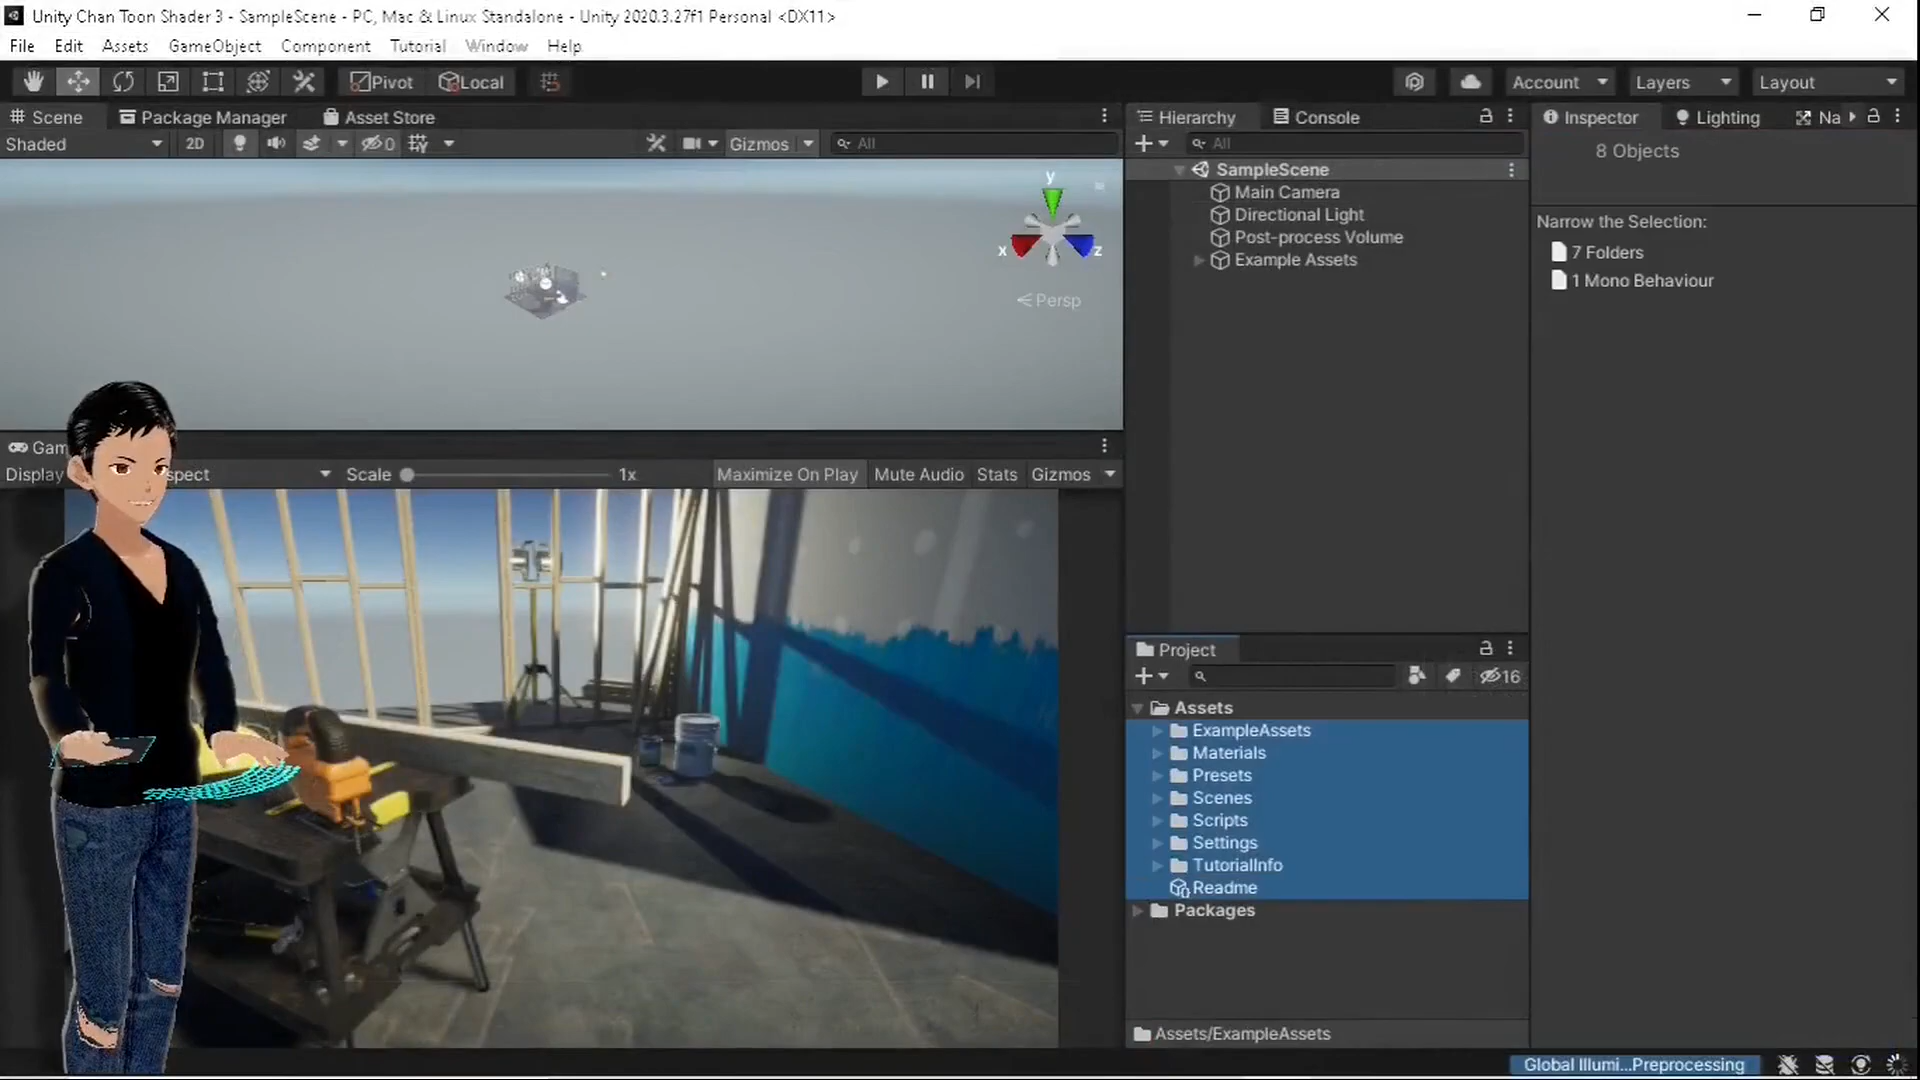 Unity Chan Toon Shader 3 - SampleScene - PC, Mac & Linux Standalone - Unity 2020.3.27f1 Personal <DX11>
File Edit Assets GameObject Component Tutorial Window Help
Pivot Local Account Layers Layout
Scene Package Manager Asset Store
Shaded 2D 0 Gizmos All
y
x z
Persp
Hierarchy Console
All
SampleScene
Main Camera
Directional Light
Post-process Volume
Example Assets
Inspector Lighting Na
8 Objects
Narrow the Selection:
7 Folders
1 Mono Behaviour
Gam
Display spect Scale 1x Maximize On Play Mute Audio Stats Gizmos
Project
16
Assets
ExampleAssets
Materials
Presets
Scenes
Scripts
Settings
TutorialInfo
Readme
Packages
Assets/ExampleAssets
Global Illumi...Preprocessing